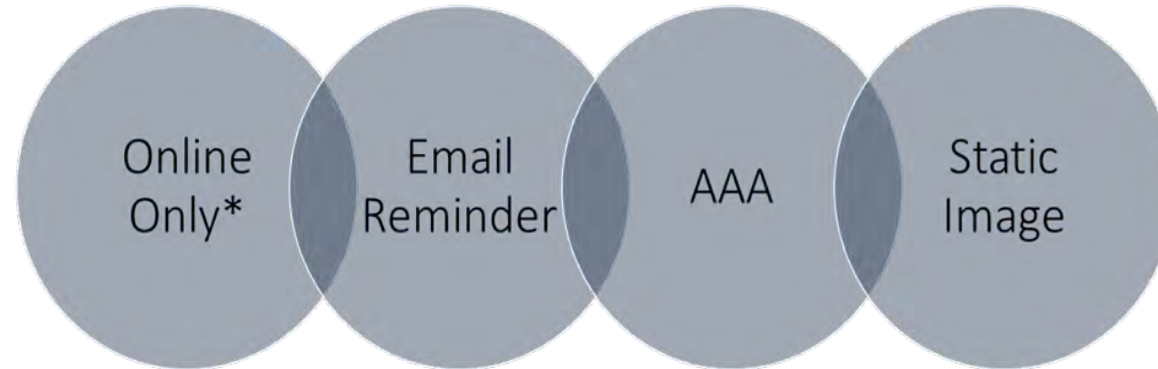 Online
Only*
Email
Reminder
AAA
Static
Image